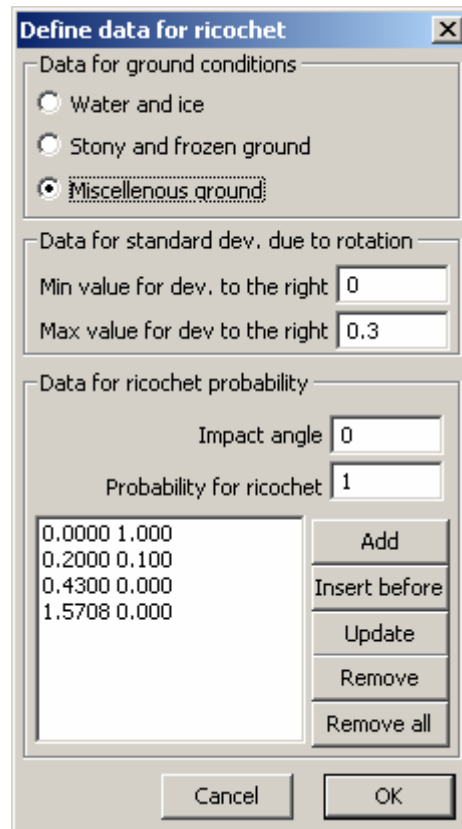 Define data for ricochet
Data for ground conditions
Water and ice
Stony and frozen ground
Miscellenous ground
Data for standard dev. due to rotation
Min value for dev. to the right 0
Max value for dev to the right 0.3
Data for ricochet probability
Impact angle 0
Probability for ricochet 1
0.0000 1.000
0.2000 0.100
0.4300 0.000
1.5708 0.000
Add
Insert before
Update
Remove
Remove all
Cancel OK